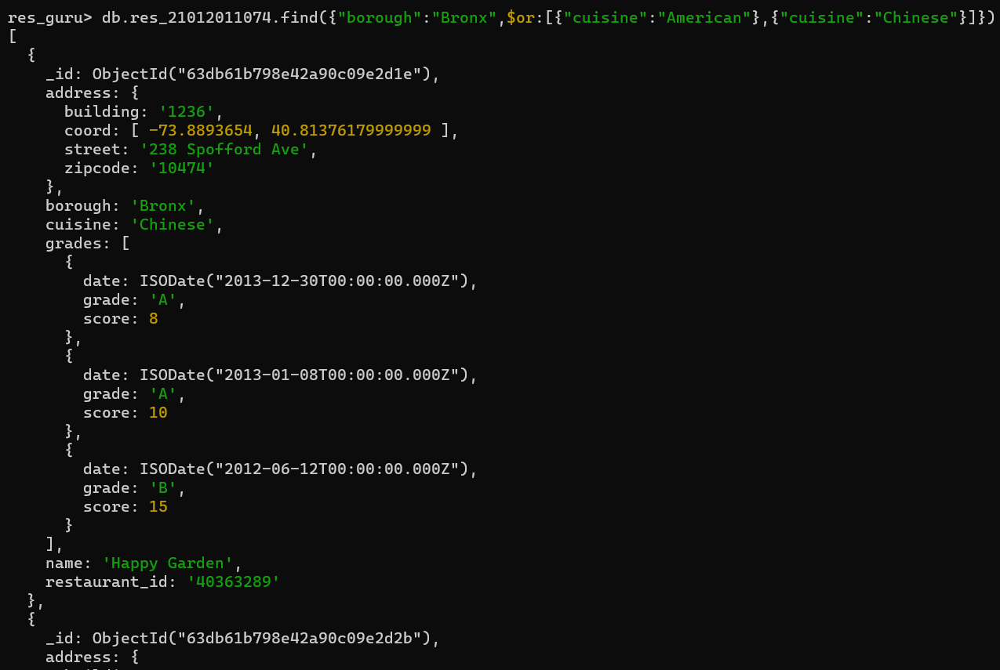 res_guru> db.res_21012011074.find({"borough":"Bronx",$or:[{"cuisine":"American"},{"cuisine":"Chinese"}]})
[
  {
    _id: ObjectId("63db61b798e42a90c09e2d1e"),
    address: {
      building: '1236',
      coord: [ -73.8893654, 40.81376179999999 ],
      street: '238 Spofford Ave',
      zipcode: '10474'
    },
    borough: 'Bronx',
    cuisine: 'Chinese',
    grades: [
      {
        date: ISODate("2013-12-30T00:00:00.000Z"),
        grade: 'A',
        score: 8
      },
      {
        date: ISODate("2013-01-08T00:00:00.000Z"),
        grade: 'A',
        score: 10
      },
      {
        date: ISODate("2012-06-12T00:00:00.000Z"),
        grade: 'B',
        score: 15
      }
    ],
    name: 'Happy Garden',
    restaurant_id: '40363289'
  },
  {
    _id: ObjectId("63db61b798e42a90c09e2d2b"),
    address: {